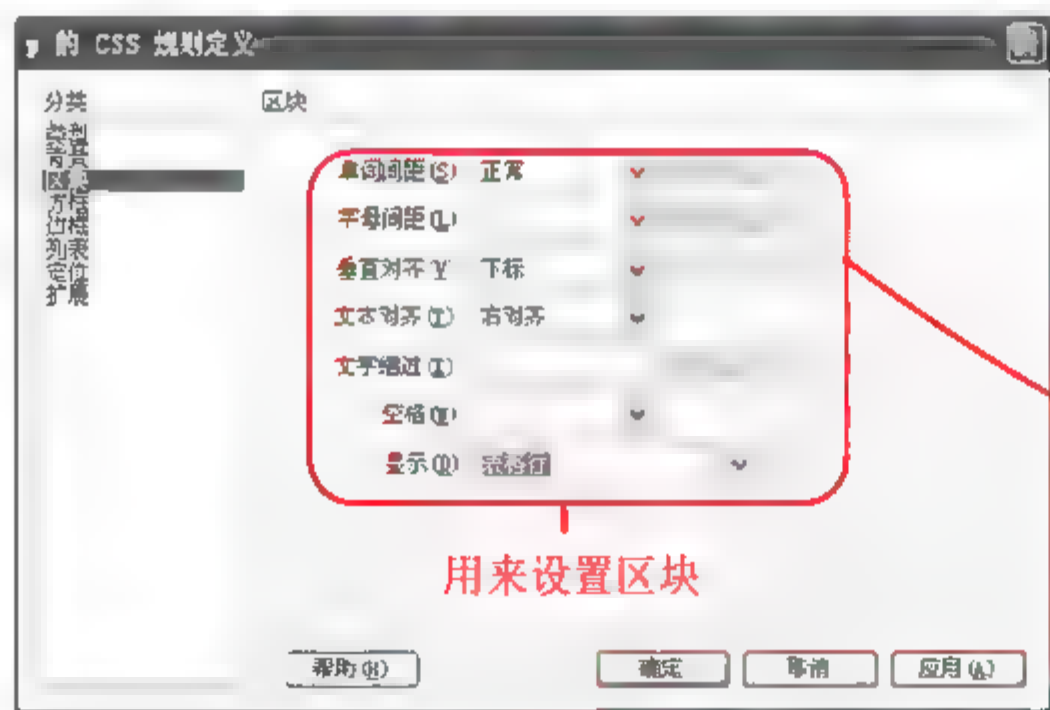 的 CSS 规则定义
分类
类型
背景
区块
方框
边框
列表
定位
扩展
区块
单词间距(S) 正常
字母间距(L)
垂直对齐 V 下标
文本对齐(T) 右对齐
文字缩进(I)
空格(W)
显示(D) 表格行
用来设置区块
帮助(H) 确定 取消 应用(A)